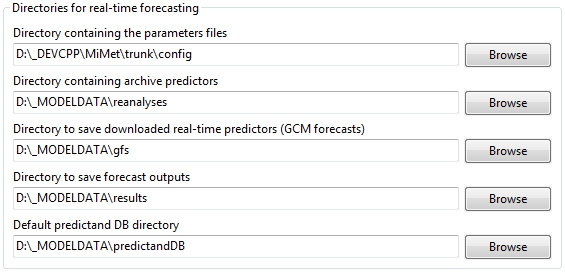 Directories for real-time forecasting
Directory containing the parameters files
D:\_DEVCPP\MiMet\trunk\config
Browse
Directory containing archive predictors
D:\_MODELDATA\reanalyses
Browse
Directory to save downloaded real-time predictors (GCM forecasts)
D:\_MODELDATA\gfs
Browse
Directory to save forecast outputs
D:\_MODELDATA\results
Browse
Default predictand DB directory
D:\_MODELDATA\predictandDB
Browse